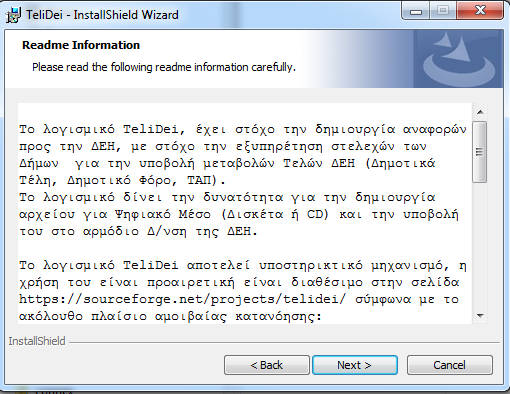 TeliDei - InstallShield Wizard
Readme Information
Please read the following readme information carefully.
Το λογισμικό TeliDei, έχει στόχο την δημιουργία αναφορών
προς την ΔΕΗ, με στόχο την εξυπηρέτηση στελεχών των
Δήμων για την υποβολή μεταβολών Τελών ΔΕΗ (Δημοτικά
Τέλη, Δημοτικό Φόρο, ΤΑΠ).
Το λογισμικό δίνει την δυνατότητα για την δημιουργία
αρχείου για Ψηφιακό Μέσο (Δισκέτα ή CD) και την υποβολή
του στο αρμόδιο Δ/νση της ΔΕΗ.
Το λογισμικό TeliDei αποτελεί υποστηρικτικό μηχανισμό, η
χρήση του είναι προαιρετική είναι διαθέσιμο στην σελίδα
https://sourceforge.net/projects/telidei/ σύμφωνα με το
ακόλουθο πλαίσιο αμοιβαίας κατανόησης:
InstallShield
< Back
Next >
Cancel